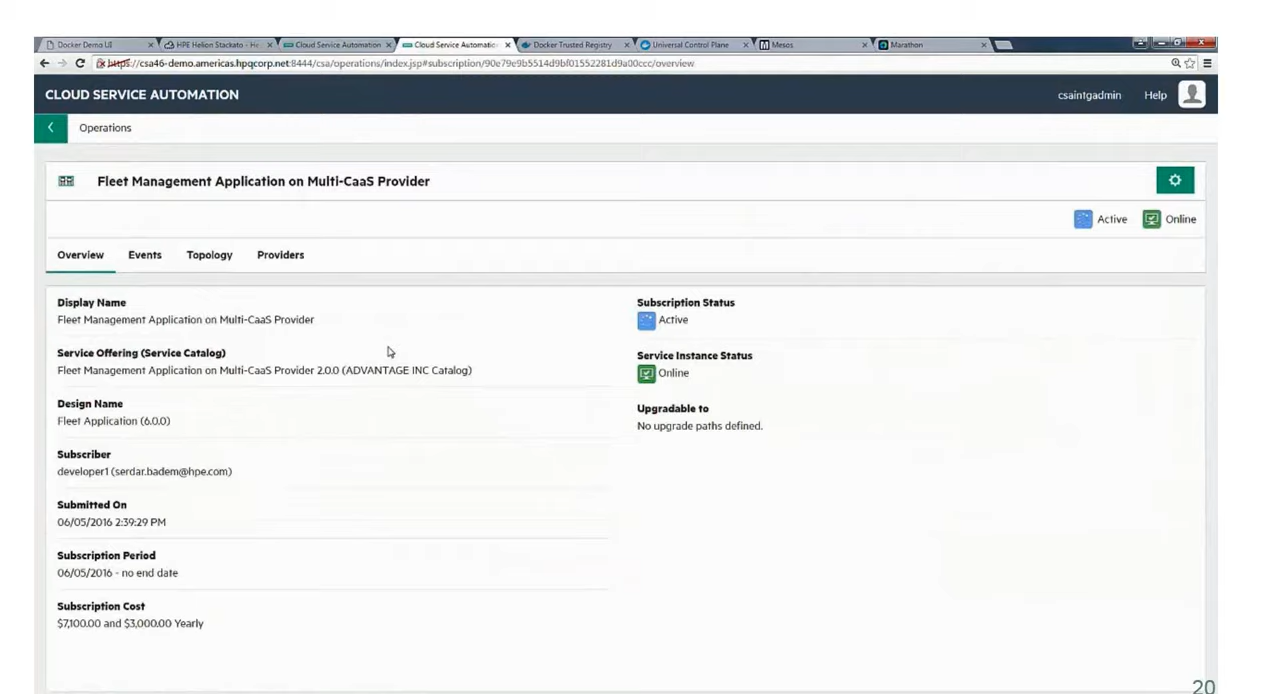 Docker Demo UI
HPE Helion Stackato - He
Cloud Service Automation
Cloud Service Automatio
Docker Trusted Registry
Universal Control Plane
Mesos
Marathon
https://csa46-demo.americas.hpqcorp.net:8444/csa/operations/index.jsp#subscription/90e79e9b5514d9bf01552281d9a00ccc/overview
CLOUD SERVICE AUTOMATION
csaintgadmin
Help
Operations
Fleet Management Application on Multi-CaaS Provider
Active
Online
Overview
Events
Topology
Providers
Display Name
Fleet Management Application on Multi-CaaS Provider
Service Offering (Service Catalog)
Fleet Management Application on Multi-CaaS Provider 2.0.0 (ADVANTAGE INC Catalog)
Design Name
Fleet Application (6.0.0)
Subscriber
developer1 (serdar.badem@hpe.com)
Submitted On
06/05/2016 2:39:29 PM
Subscription Period
06/05/2016 - no end date
Subscription Cost
$7,100.00 and $3,000.00 Yearly
Subscription Status
Active
Service Instance Status
Online
Upgradable to
No upgrade paths defined.
20